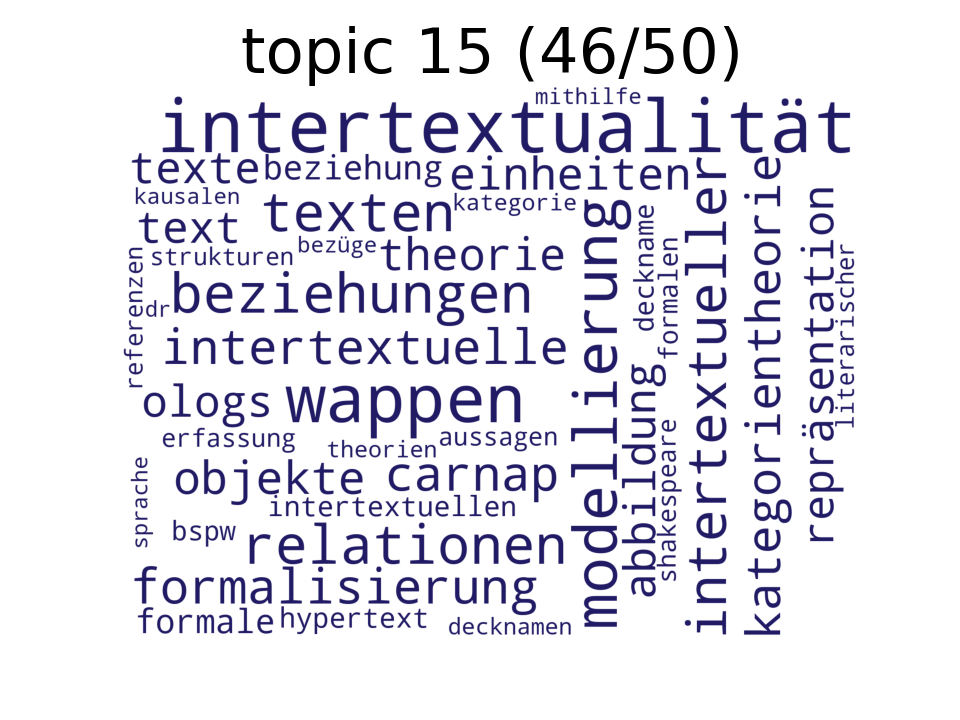 topic 15 (46/50)
mithilfe
intertextualität
texte beziehung einheiten
kausalen
kategorie
text texten
bezüge
strukturen theorie
referenzen
dr
beziehungen
intertextuelle
ologs wappen
erfassung
theorien aussagen
objekte carnap
sprache
intertextuellen
bspw
relationen
formalisierung
formale hypertext decknamen
modellierung
abbildung
deckname
formalen
shakespeare
intertextueller
kategorientheorie
repräsentation
literarischer